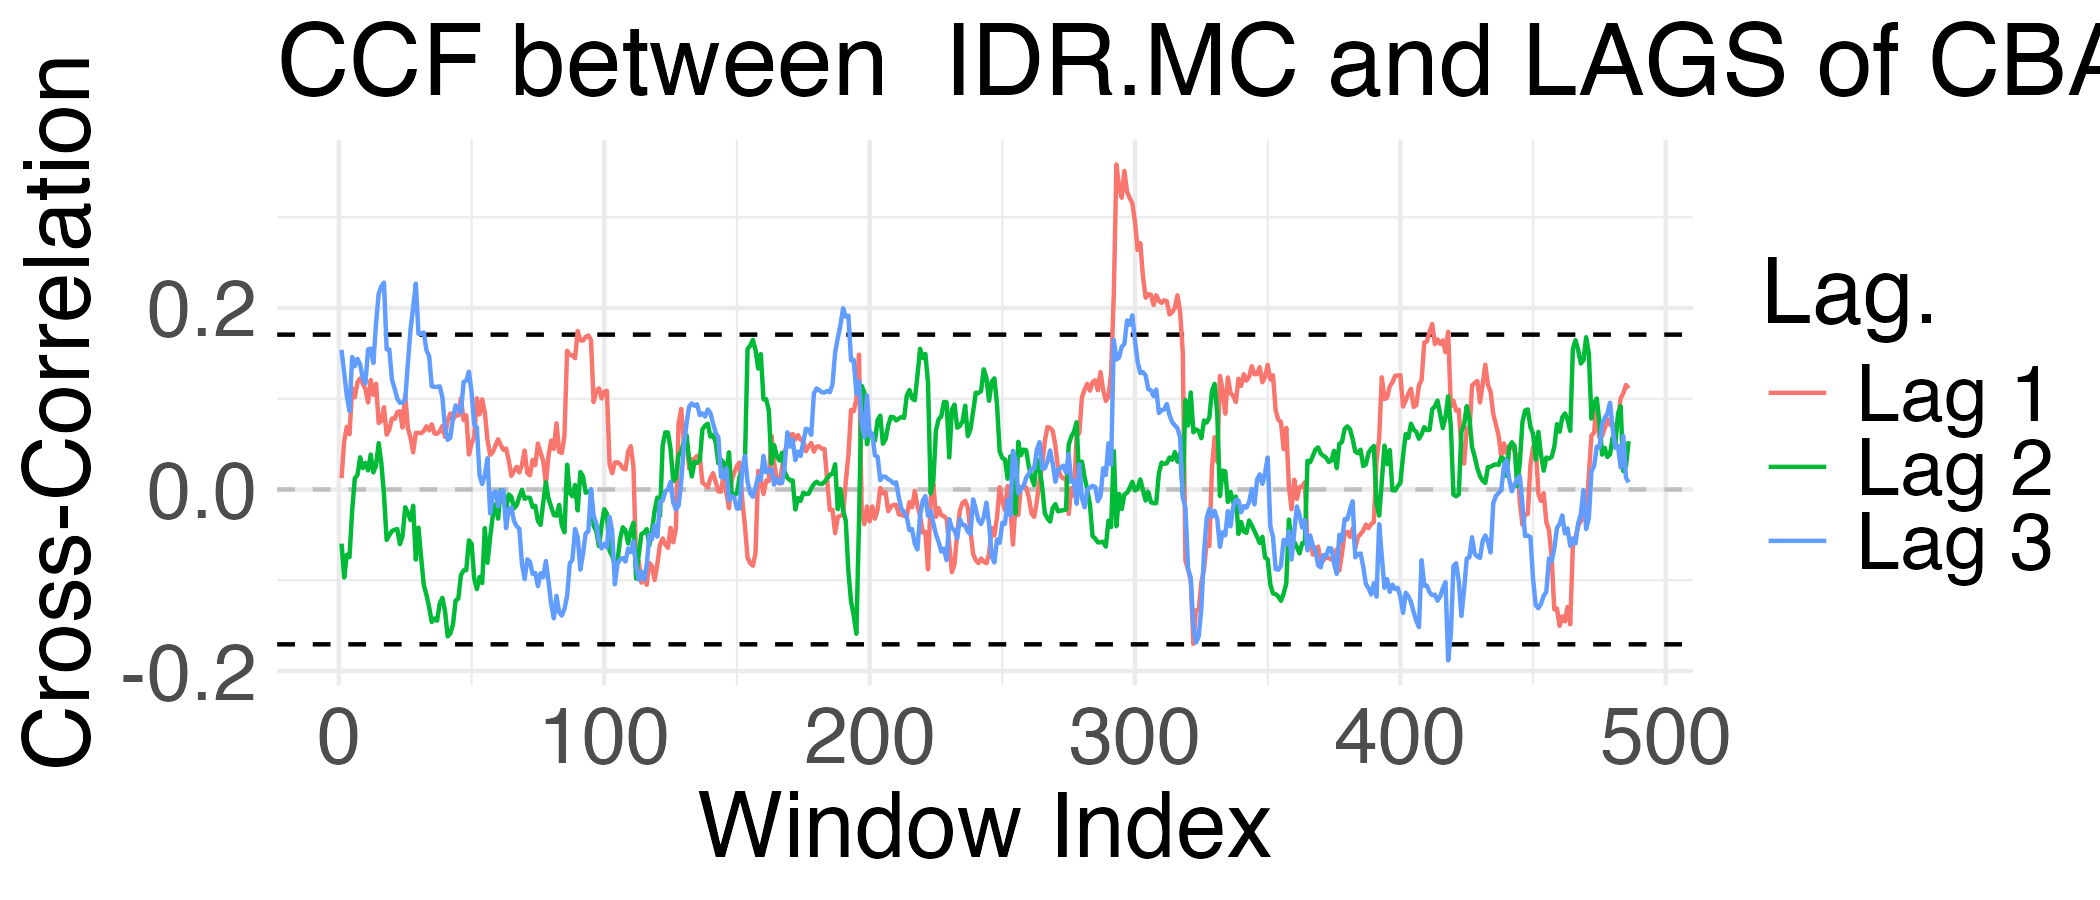 CCF between  IDR.MC and LAGS of CBA
Cross-Correlation
0.2
0.0
-0.2
0
100
200
300
400
500
Window Index
Lag.
Lag 1
Lag 2
Lag 3